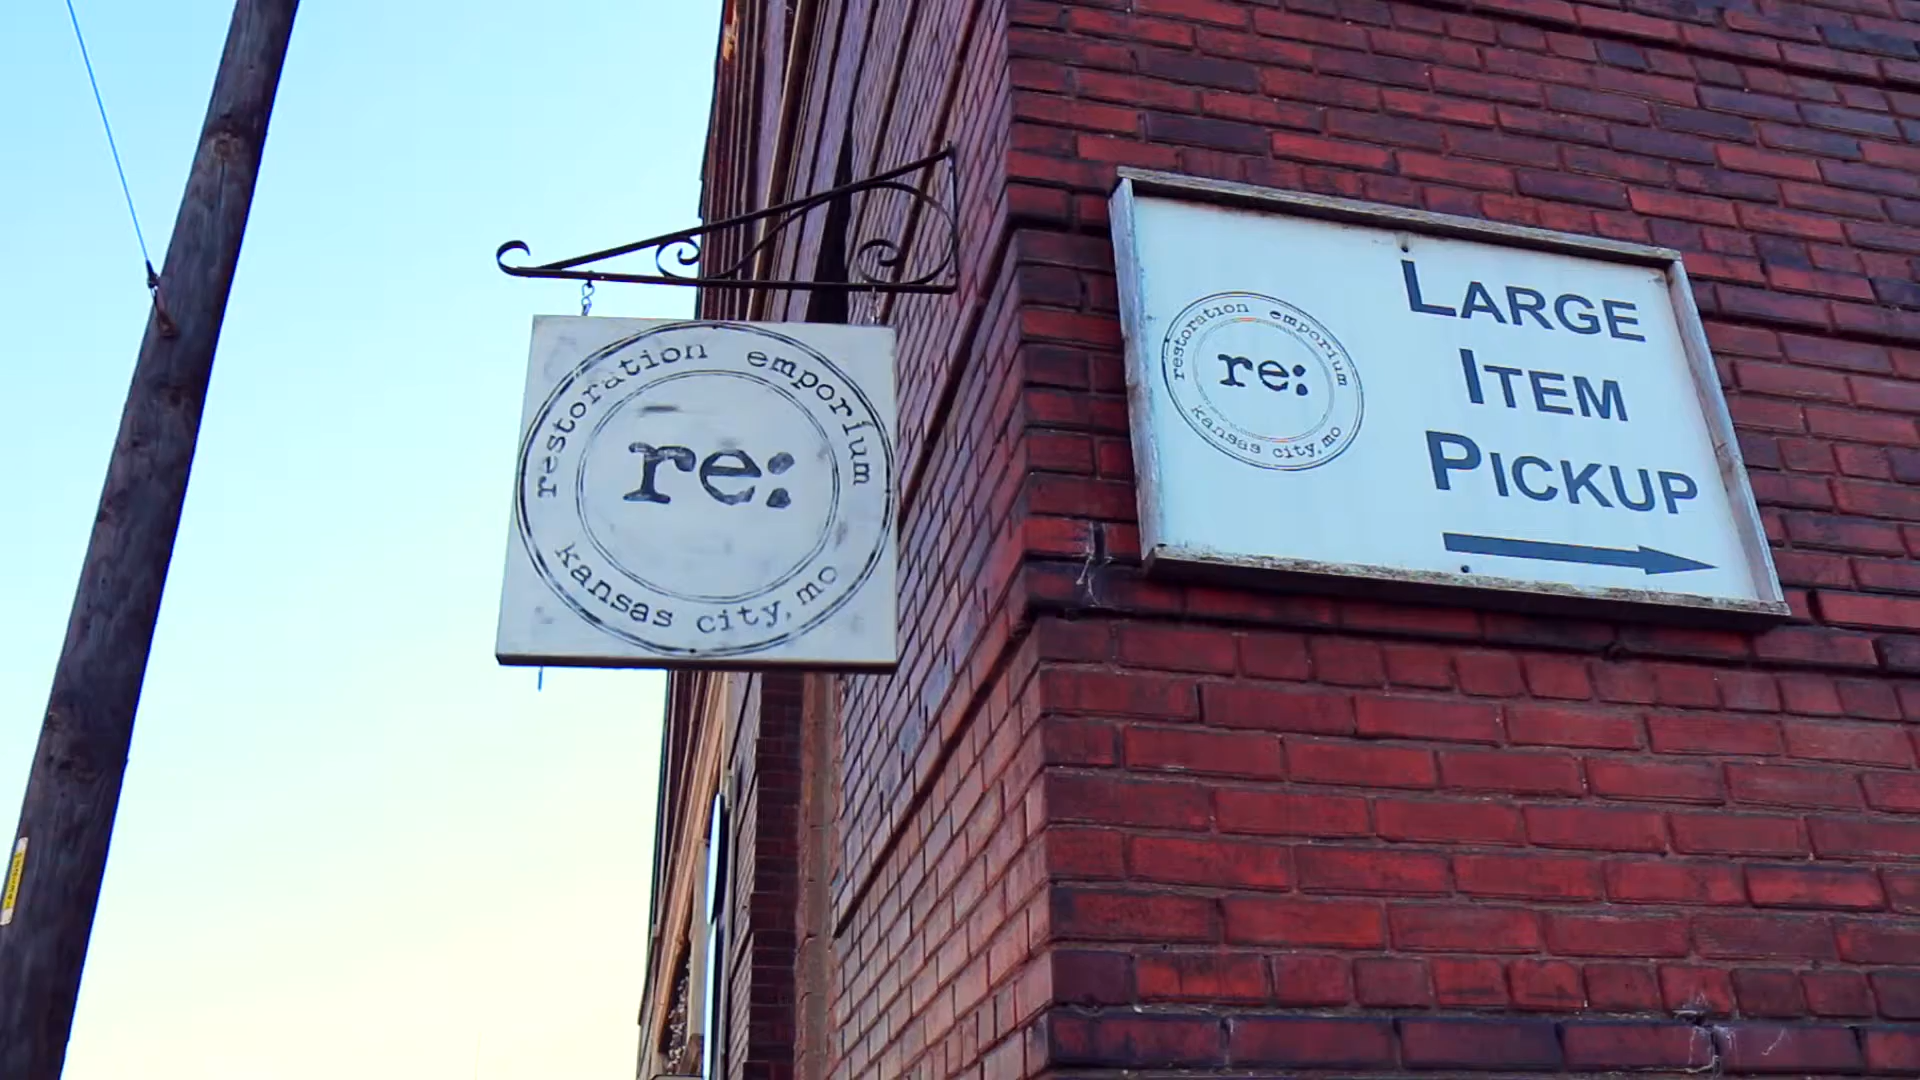 restoration emporium
re:
kansas city, mo
restoration emporium
re:
kansas city, mo
LARGE
ITEM
PICKUP